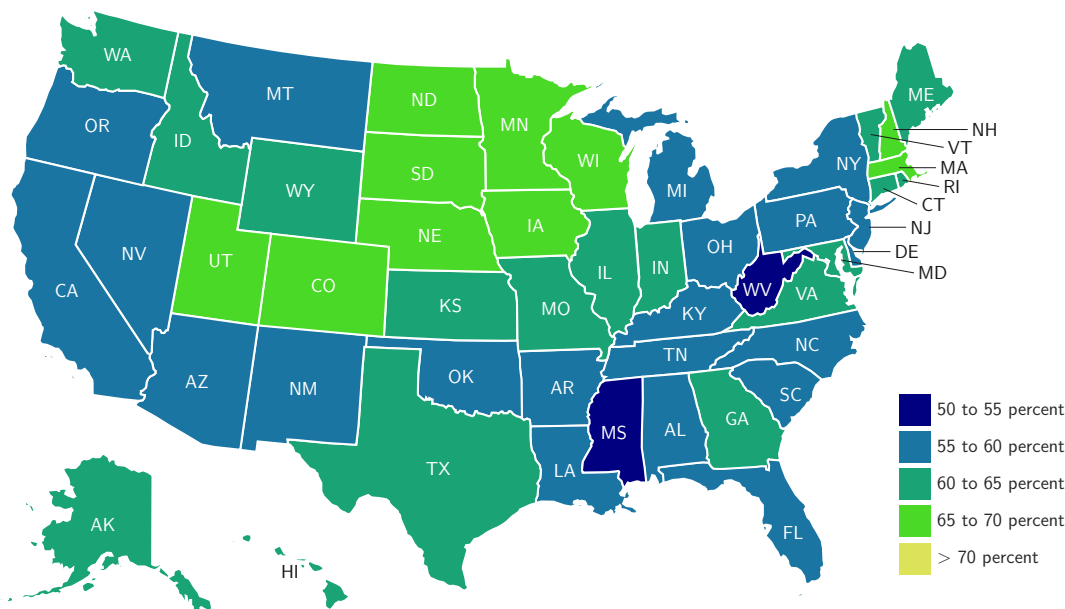 WA
ME
MT
ND
OR
MN
NH
ID
VT
NY
WI
MA
SD
RI
WY
MI
CT
PA
IA
NJ
NE
OH
DE
NV
UT
IN
IL
MD
CO
WV
CA
VA
KS
MO
KY
NC
TN
OK
AZ
NM
AR
SC
50 to 55 percent
GA
MS
AL
55 to 60 percent
TX
LA
60 to 65 percent
65 to 70 percent
AK
FL
> 70 percent
HI